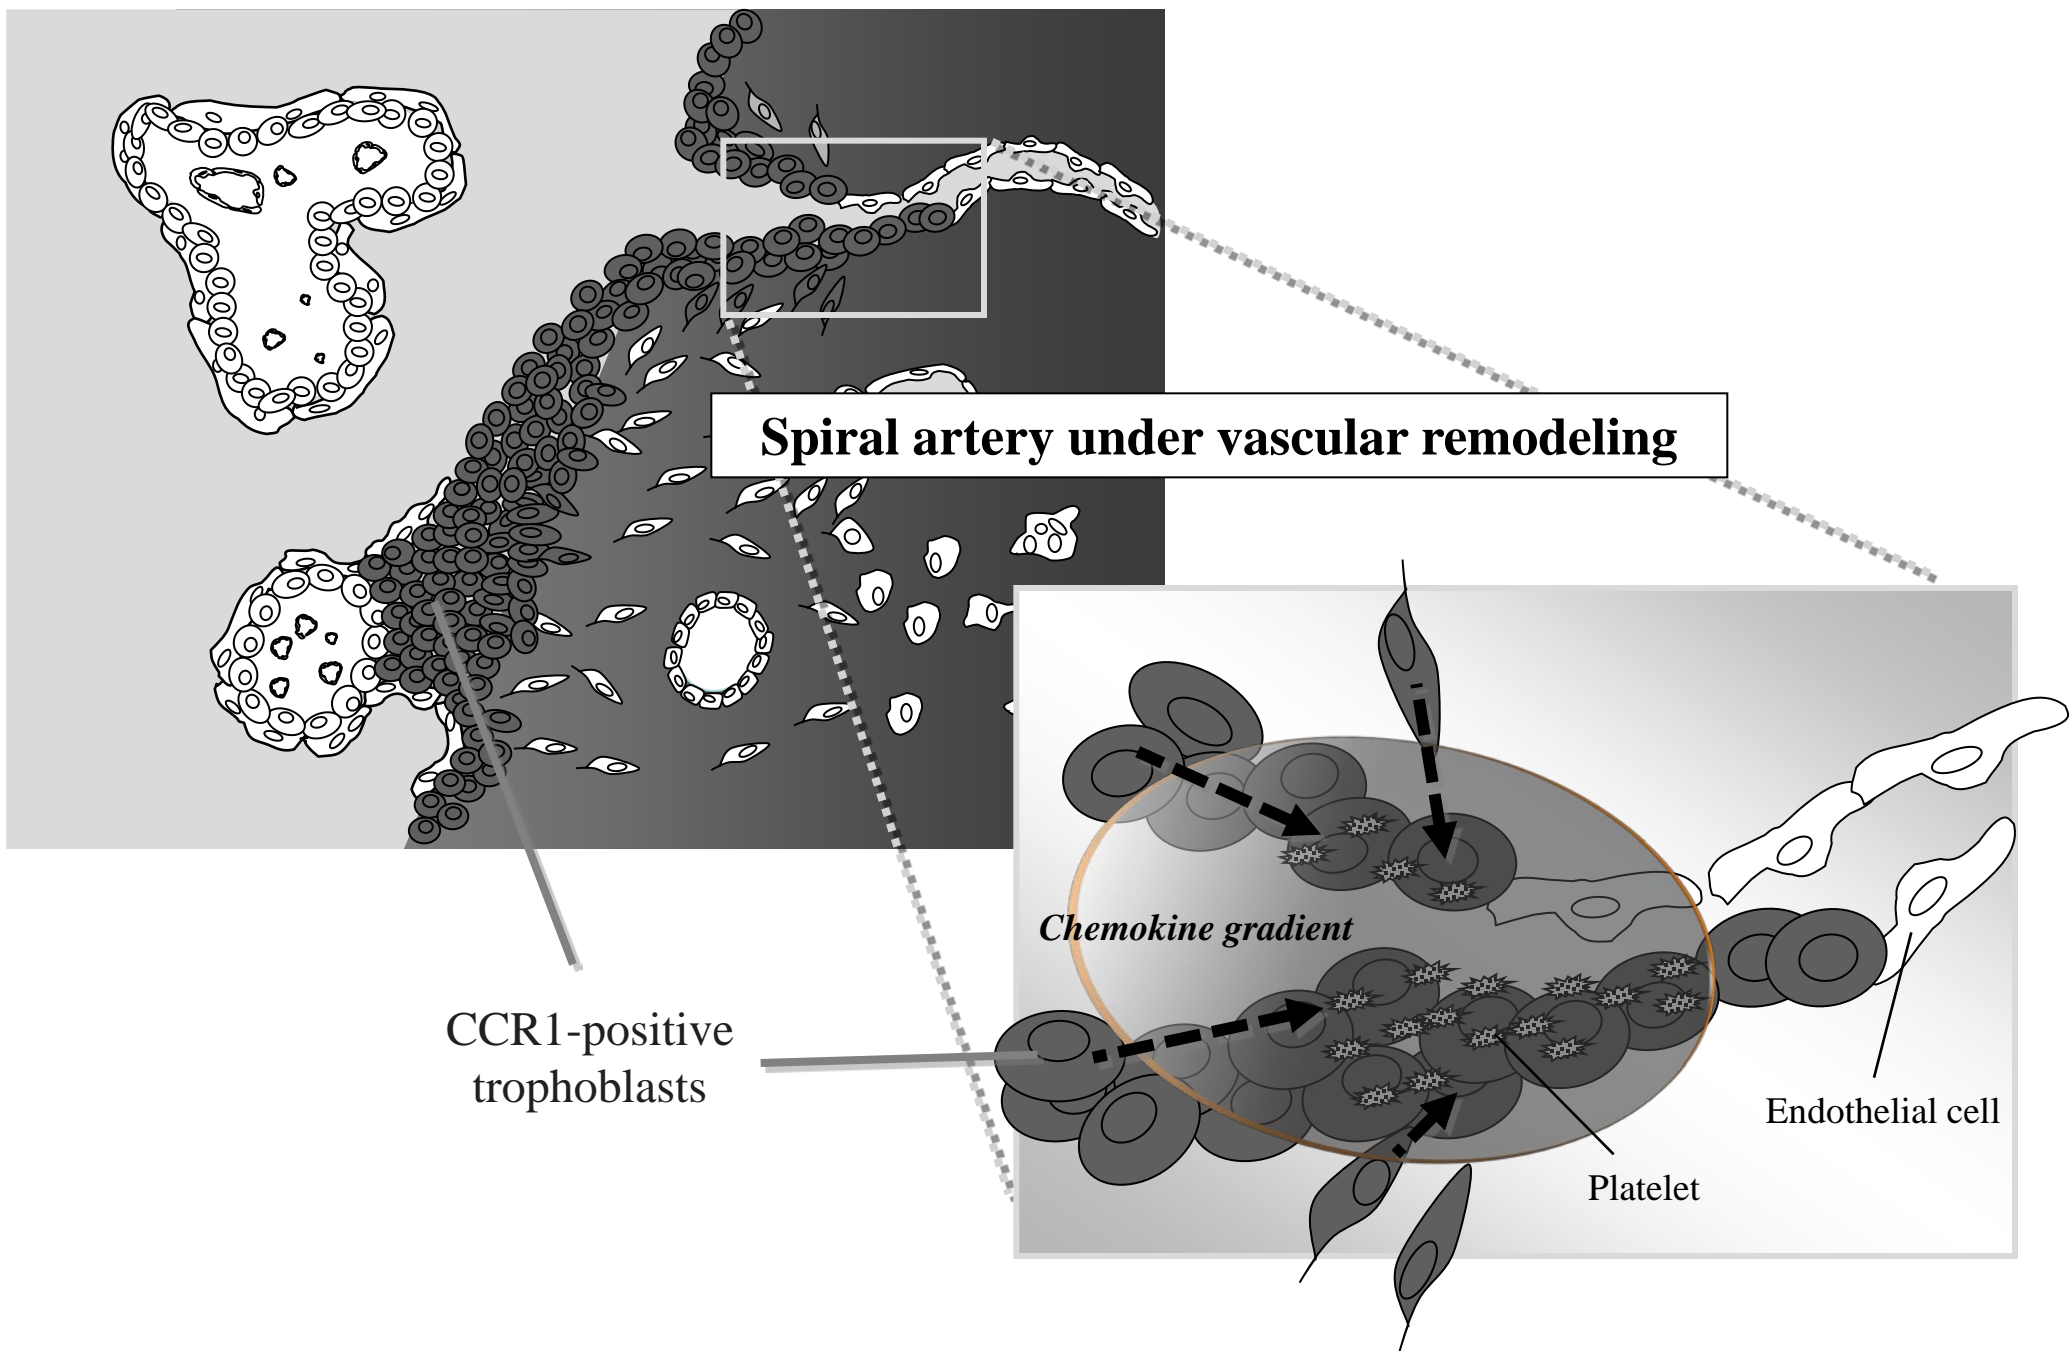 Spiral artery under vascular remodeling
Chemokine gradient
CCR1-positive
trophoblasts
Endothelial cell
Platelet